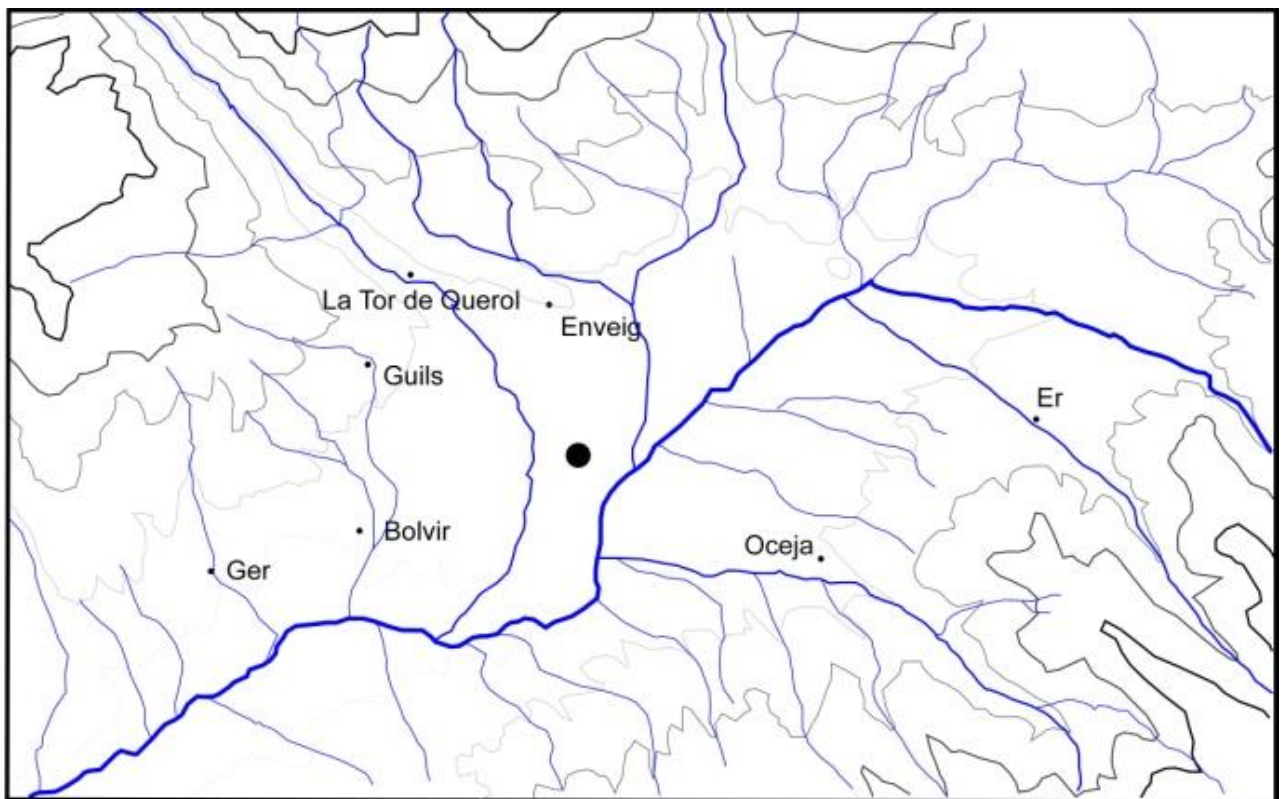 La Tor de Querol
Enveig
Guils
Er
Bolvir
Oceja
Ger